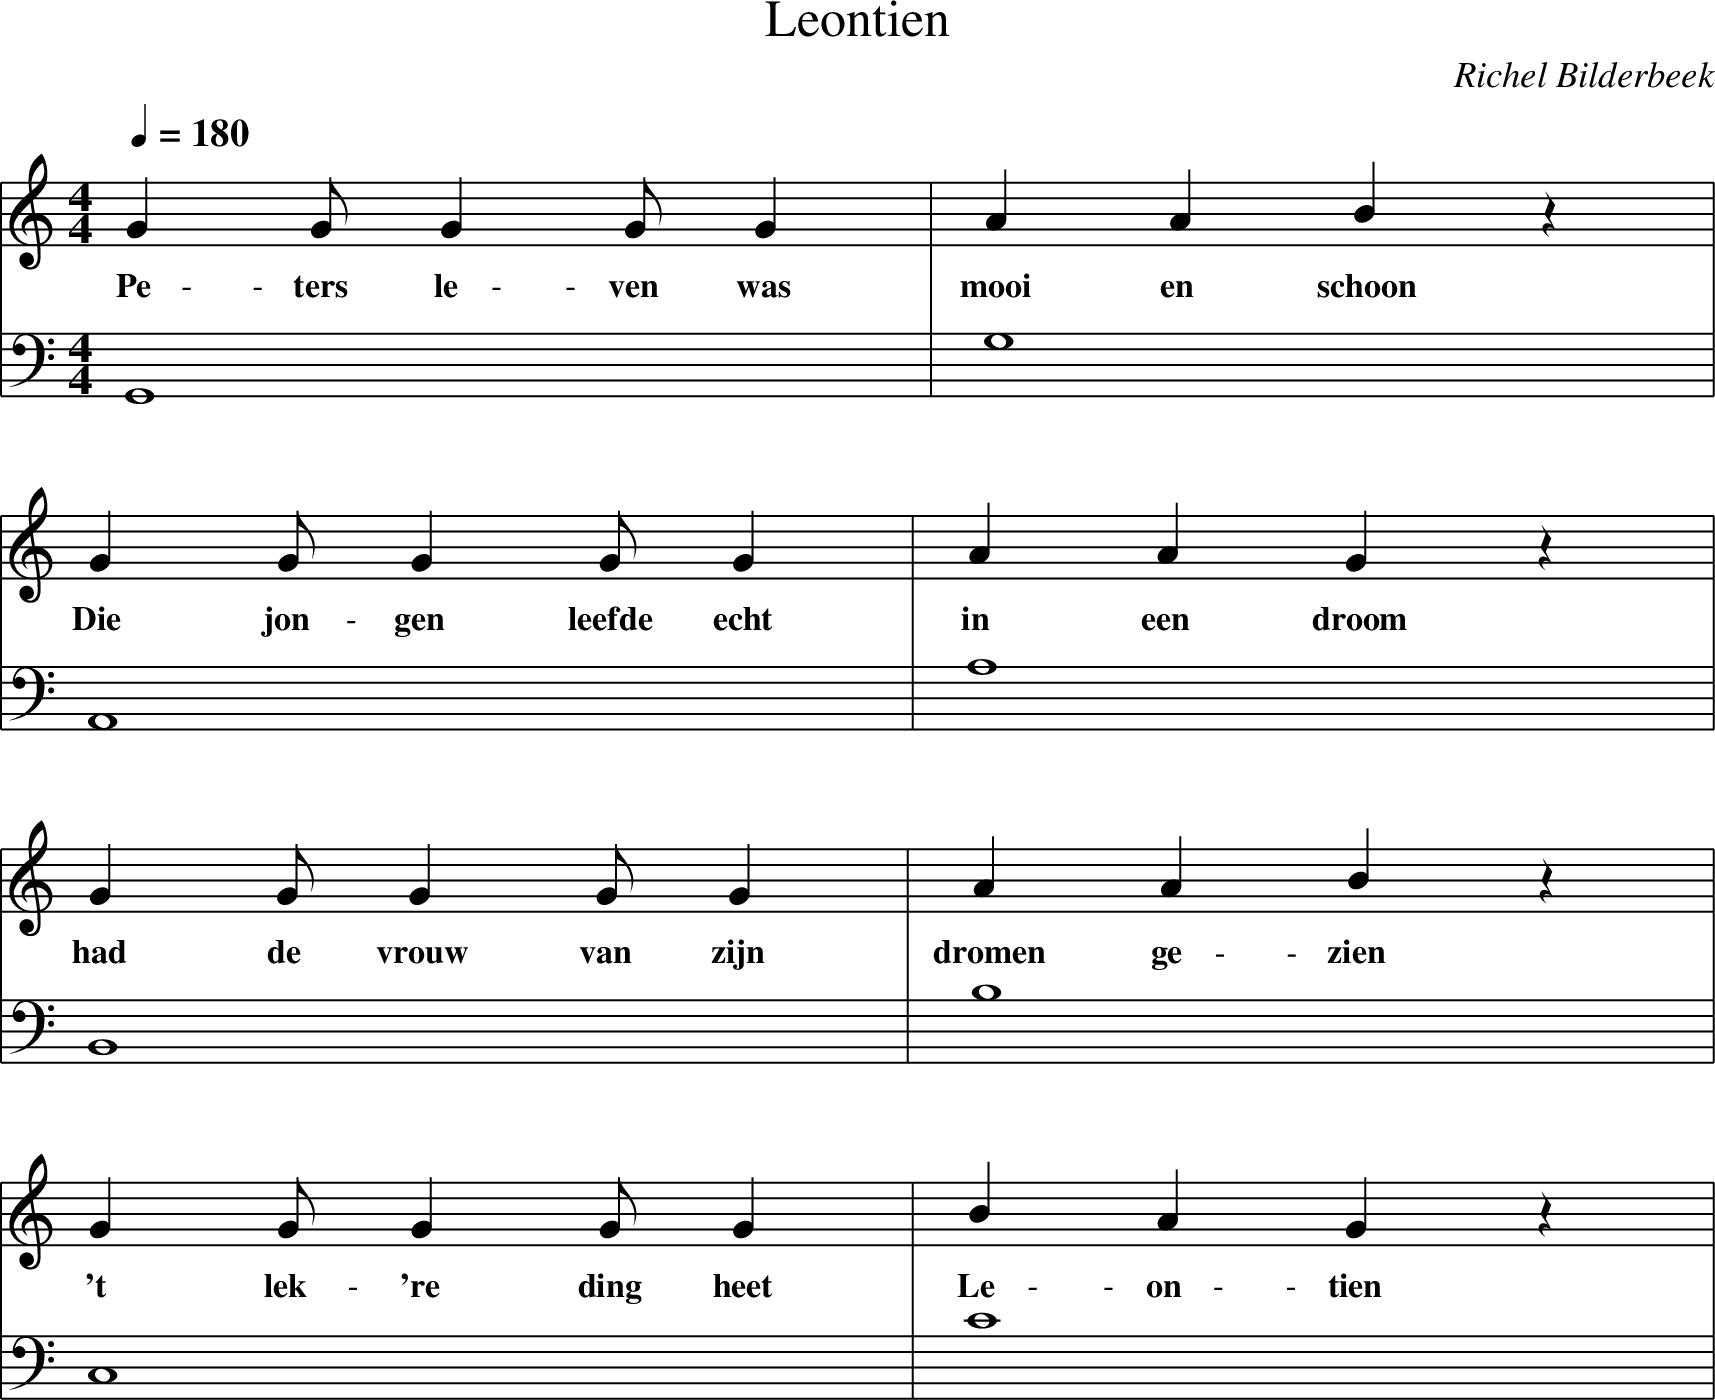 Leontien
Richel Bilderbeek
= 180
4
4
Pe - ters le - ven was mooi en schoon
4
4
Die jon - gen leefde echt in een droom
had de vrouw van zijn dromen ge - zien
't lek - 're ding heet Le - on - tien